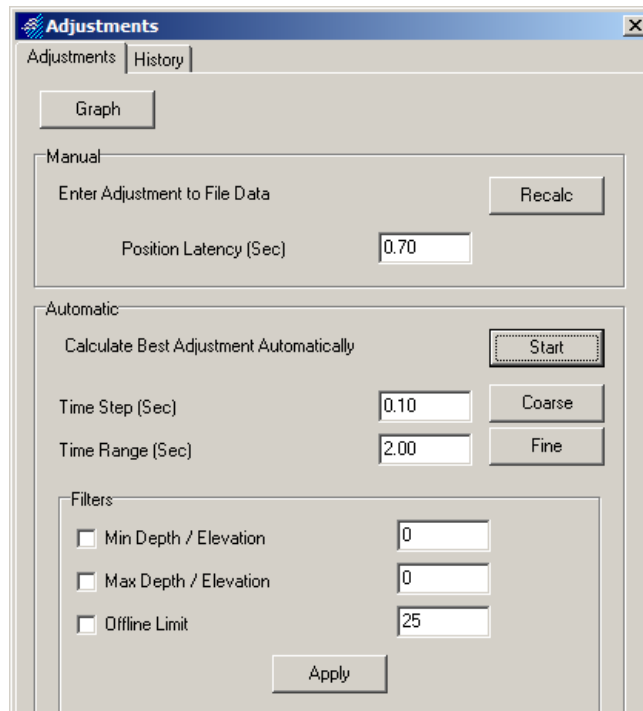 Adjustments
Adjustments History
Graph
Manual
Enter Adjustment to File Data Recalc
Position Latency (Sec) 0.70
Automatic
Calculate Best Adjustment Automatically Start
Time Step (Sec) 0.10 Coarse
Time Range (Sec) 2.00 Fine
Filters
Min Depth / Elevation 0
Max Depth / Elevation 0
Offline Limit 25
Apply